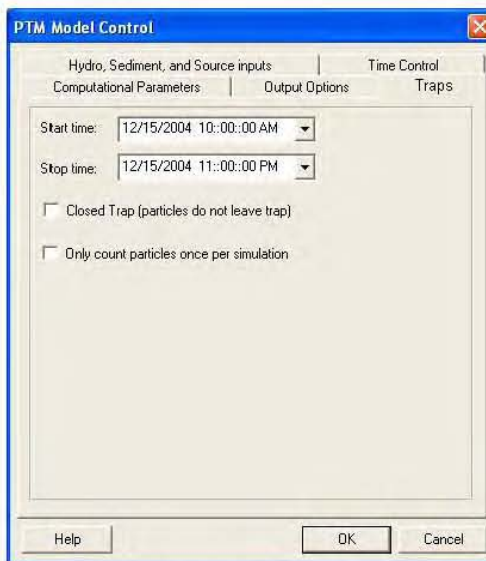 PTM Model Control
Hydro, Sediment, and Source inputs
Time Control
Computational Parameters
Output Options
Traps
Start time: 12/15/2004 10::00::00 AM
Stop time: 12/15/2004 11::00::00 PM
Closed Trap (particles do not leave trap)
Only count particles once per simulation
Help
OK
Cancel